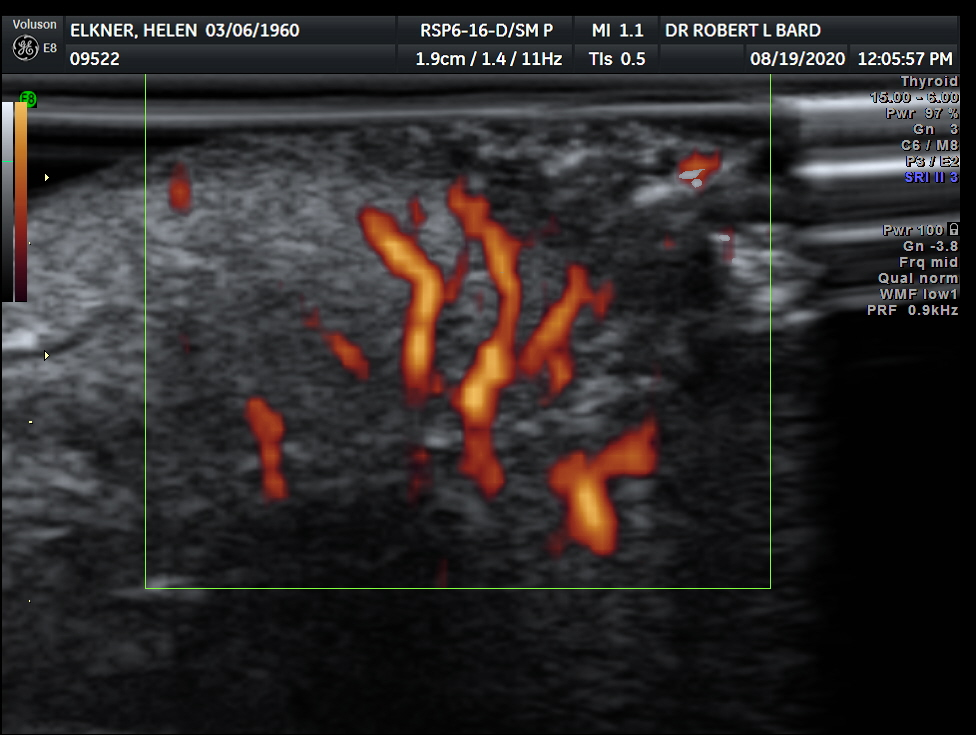 Voluson
GE E8
ELKNER, HELEN 03/06/1960
RSP6-16-D/SM P
MI 1.1
DR ROBERT L BARD
09522
1.9cm / 1.4 / 11Hz
TIs 0.5
08/19/2020
12:05:57 PM
E8
Thyroid
15.00 - 6.00
Pwr 97 %
Gn 3
C6 / M8
P3 / E2
SRI II 3
Pwr 100
Gn -3.8
Frq mid
Qual norm
WMF low1
PRF 0.9kHz